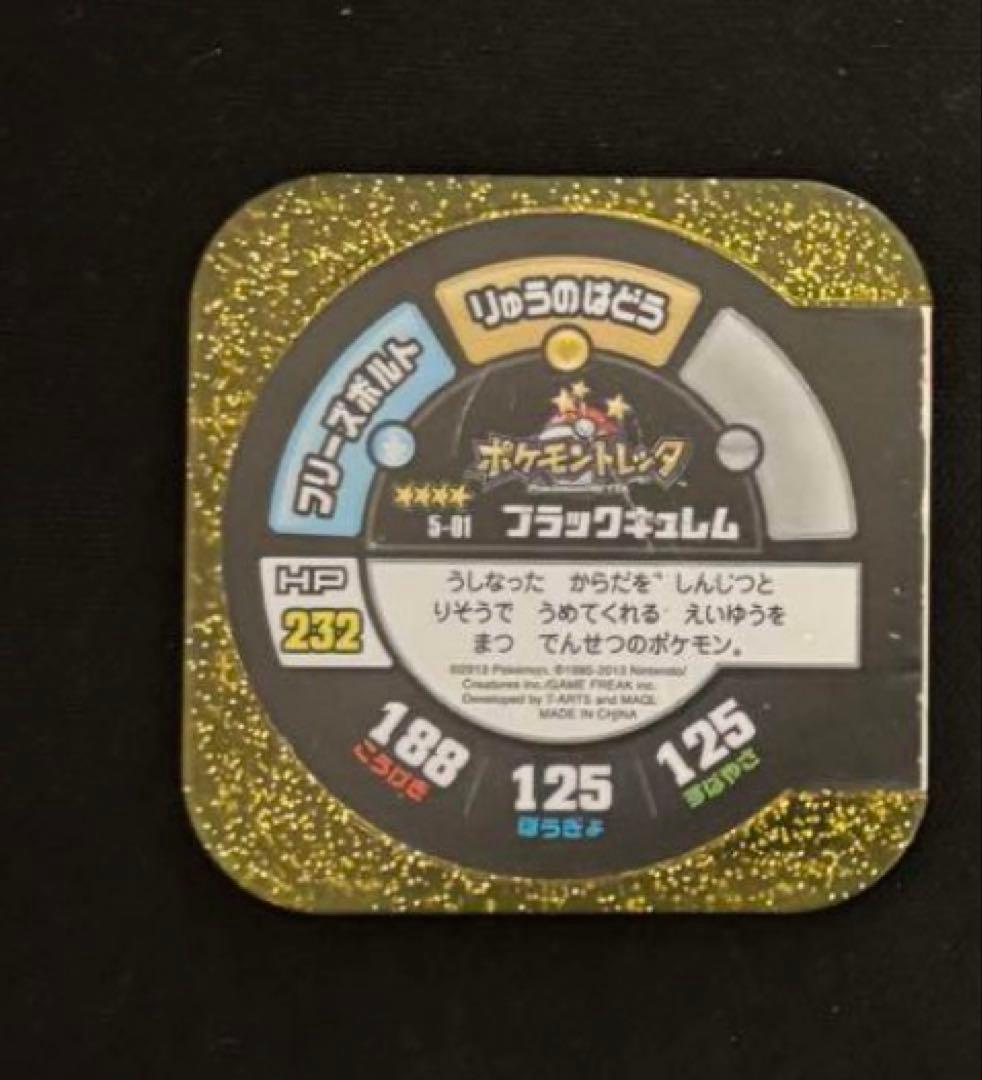 りゅうのはどう
フリーズボルト
ポケモントレッタ
5-01 ブラックキュレム
HP
232
うしなった からだを しんじつと
りそうで うめてくれる えいゆうを
まつ でんせつのポケモン。
©2013 Pokémon. ©1995-2013 Nintendo/
Creatures Inc./GAME FREAK inc.
Developed by T-ARTS and MAQL
MADE IN CHINA
188
こうげき
125
ぼうぎょ
125
すばやさ